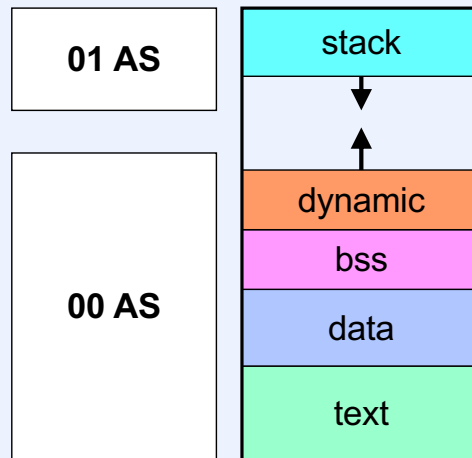 01 AS
stack
dynamic
bss
00 AS
data
text